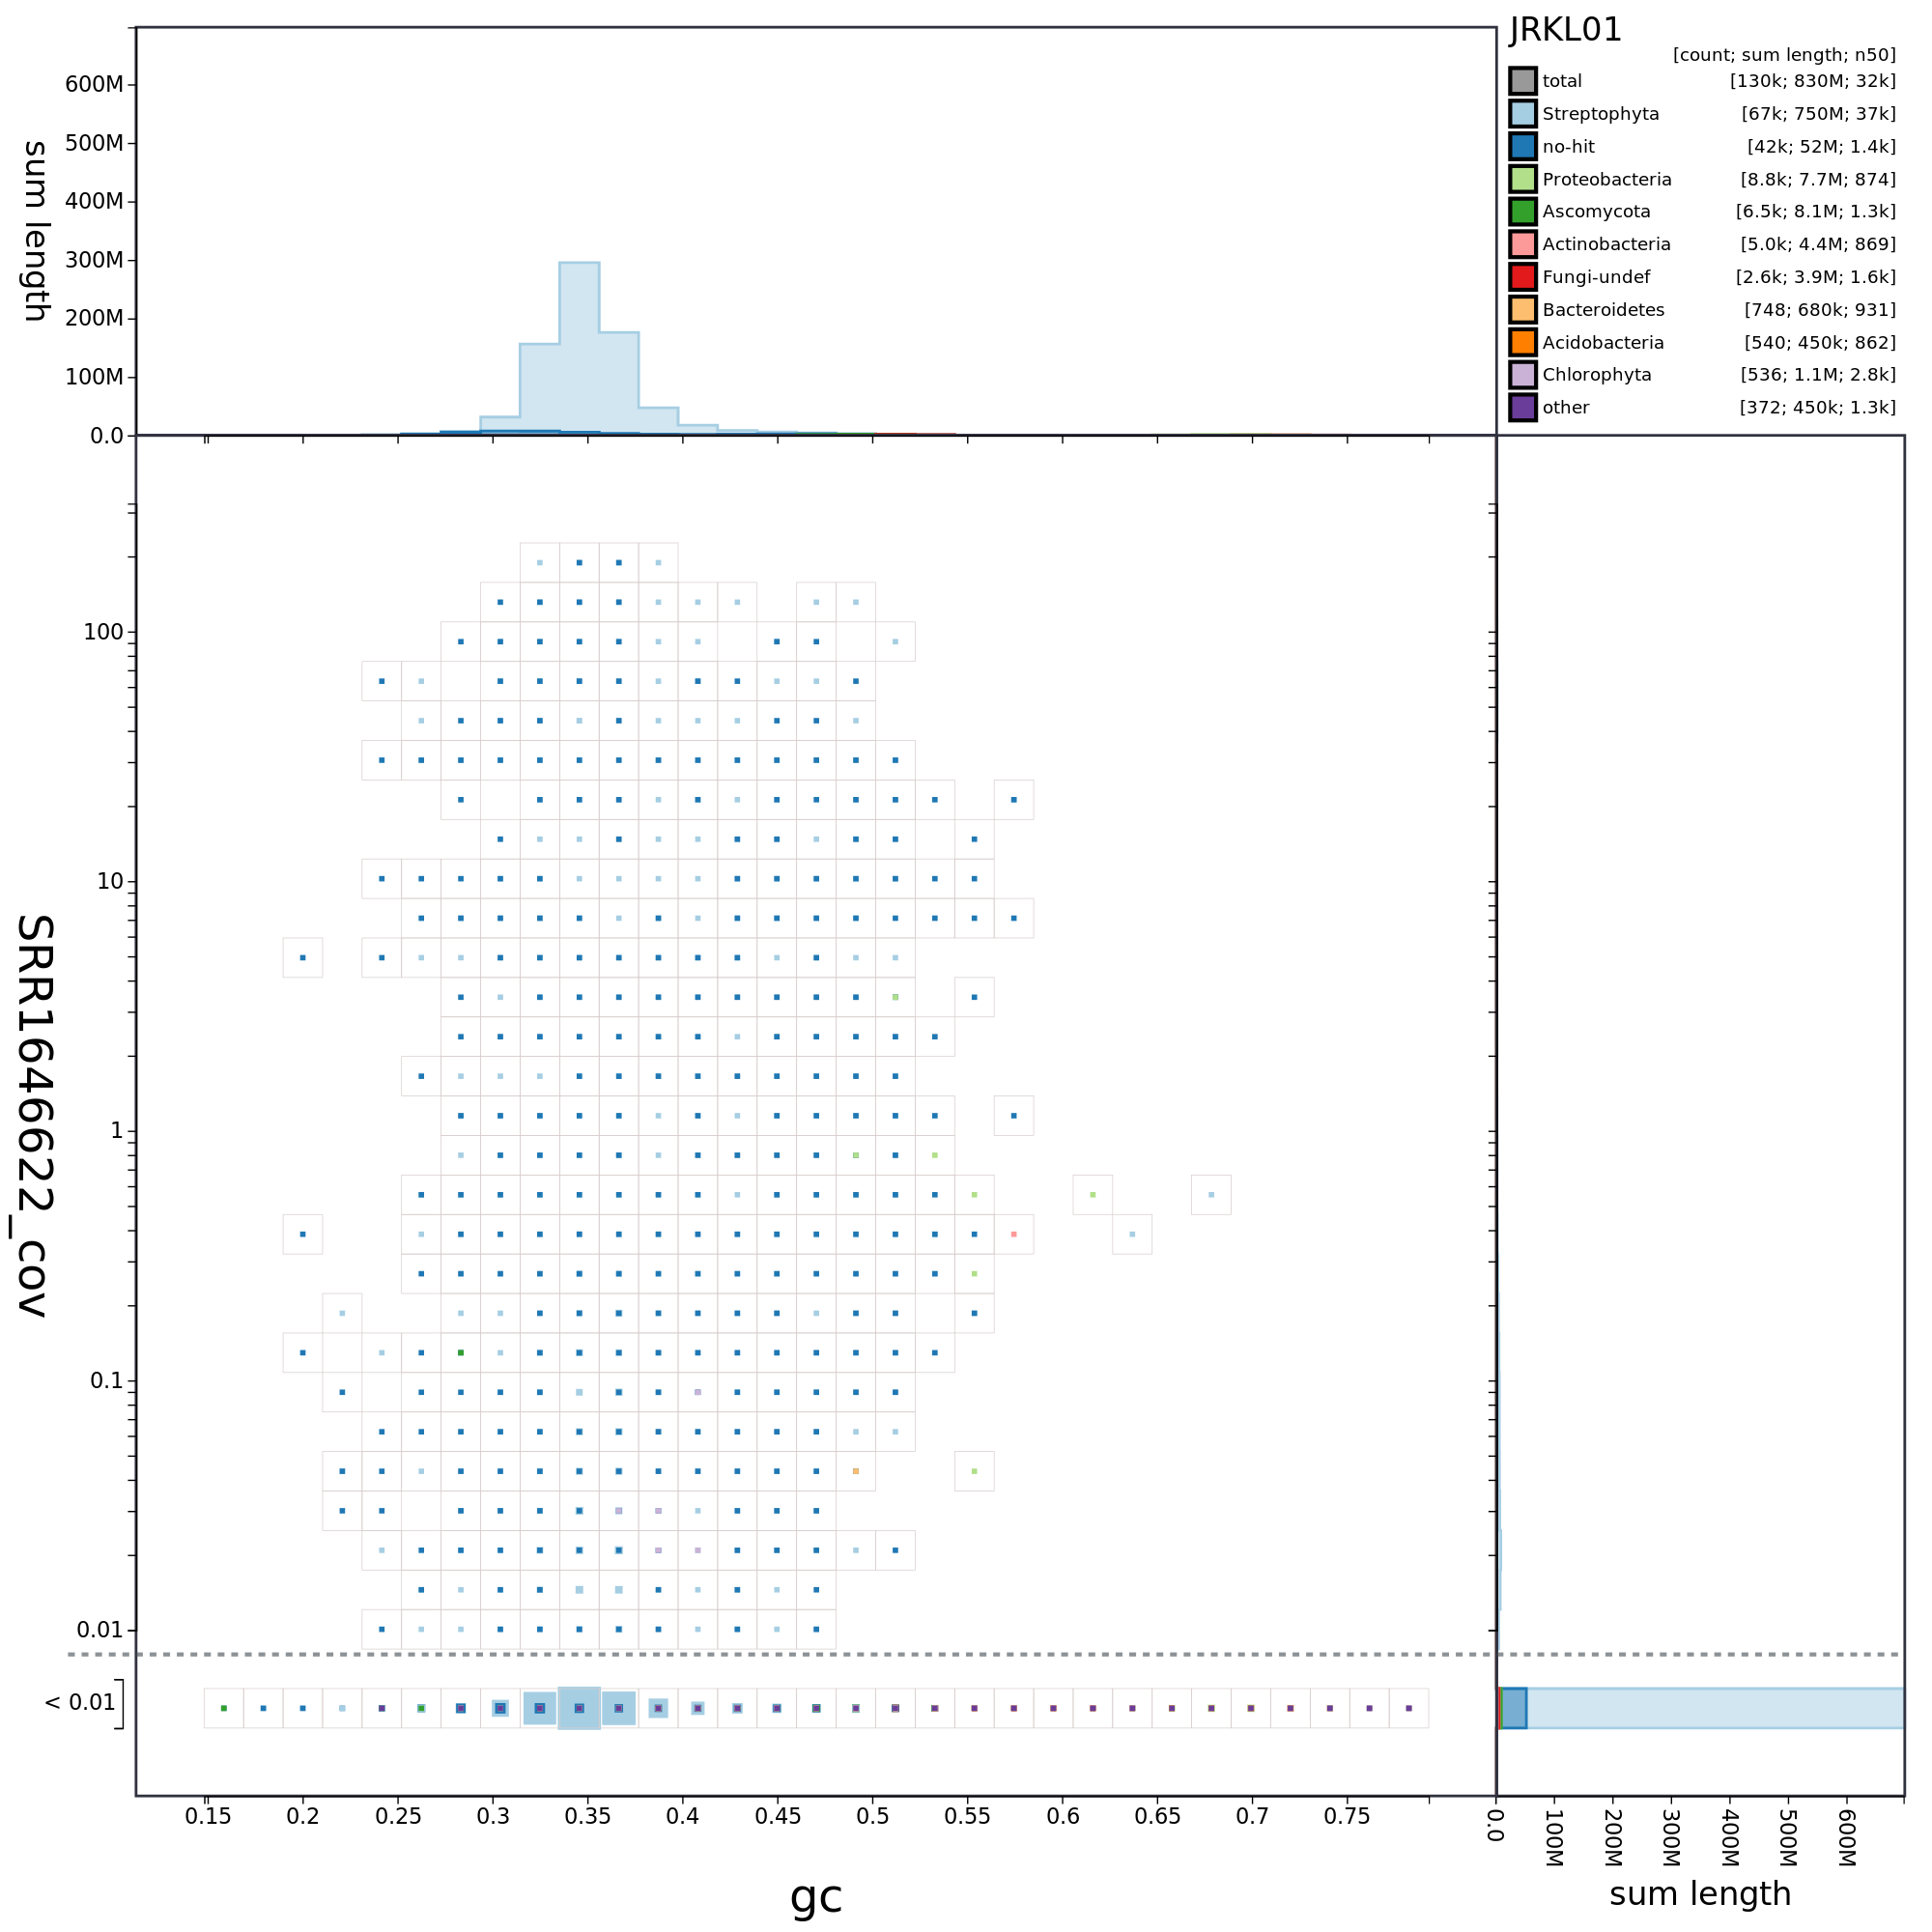 JRKL01
[count; sum length; n50]
total [130k; 830M; 32k]
Streptophyta [67k; 750M; 37k]
no-hit [42k; 52M; 1.4k]
Proteobacteria [8.8k; 7.7M; 874]
Ascomycota [6.5k; 8.1M; 1.3k]
Actinobacteria [5.0k; 4.4M; 869]
Fungi-undef [2.6k; 3.9M; 1.6k]
Bacteroidetes [748; 680k; 931]
Acidobacteria [540; 450k; 862]
Chlorophyta [536; 1.1M; 2.8k]
other [372; 450k; 1.3k]
sum length
600M
500M
400M
300M
200M
100M
0.0
SRR1644622_cov
100
10
1
0.1
0.01
< 0.01
0.15 0.2 0.25 0.3 0.35 0.4 0.45 0.5 0.55 0.6 0.65 0.7 0.75
gc
0.0 100M 200M 300M 400M 500M 600M
sum length